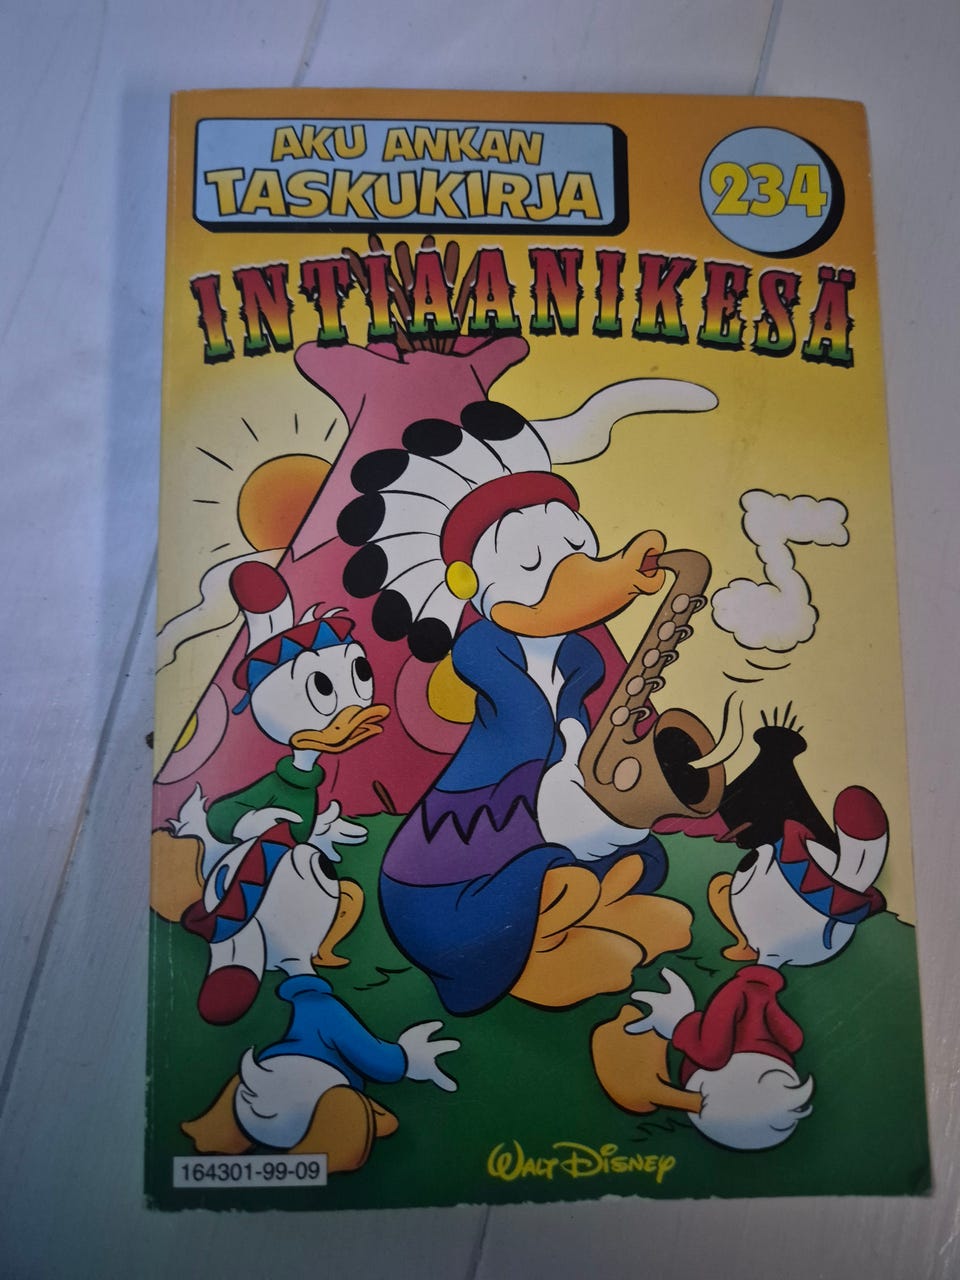 AKU ANKAN
TASKUKIRJA
234
INTIAANIKESÄ
WALT DISNEY
164301-99-09